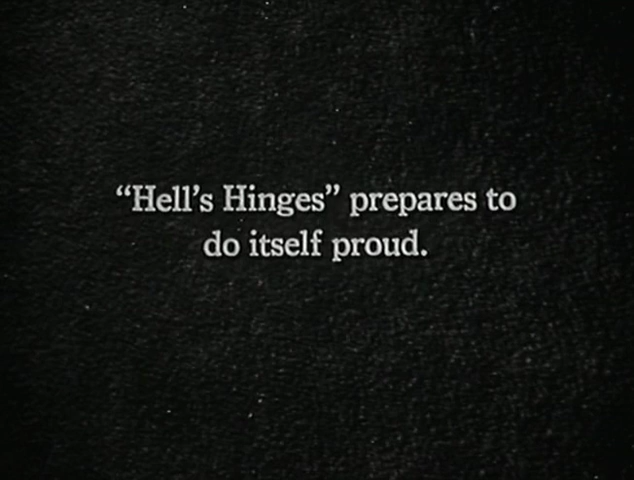 “Hell’s Hinges” prepares to
do itself proud.